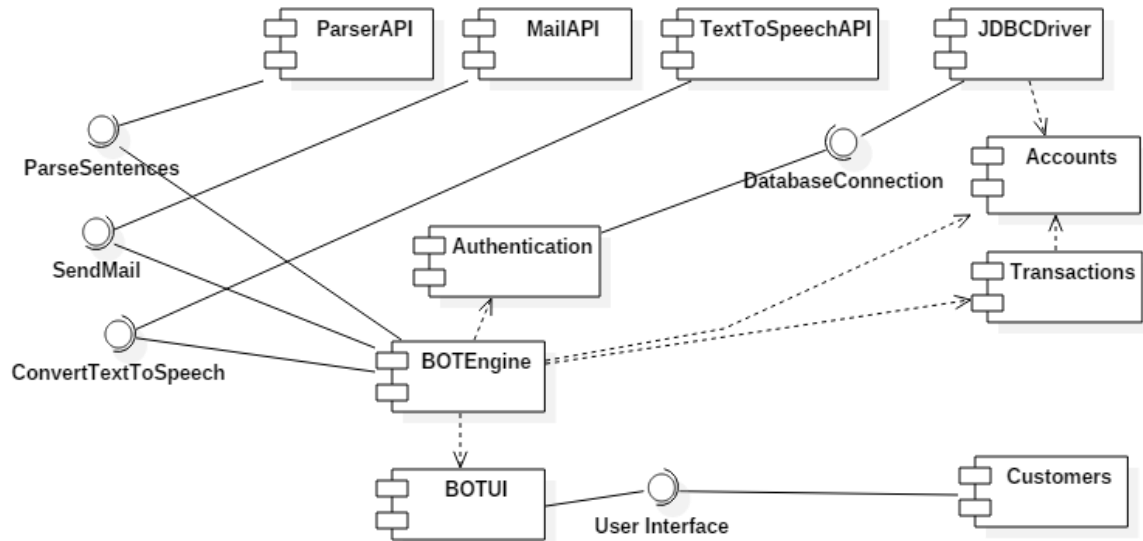 ParserAPI
MailAPI
TextToSpeechAPI
JDBCDriver
ParseSentences
DatabaseConnection
Accounts
SendMail
Authentication
Transactions
ConvertTextToSpeech
BOTEngine
BOTUI
User Interface
Customers